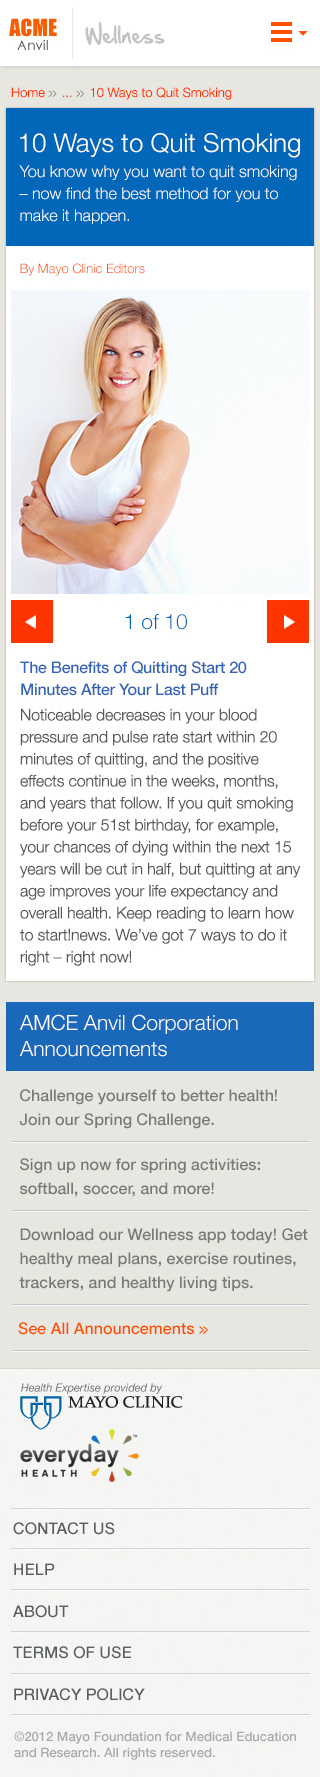 ACME
Anvil
Wellness
Home » ... » 10 Ways to Quit Smoking
10 Ways to Quit Smoking
You know why you want to quit smoking
– now find the best method for you to
make it happen.
By Mayo Clinic Editors
1 of 10
The Benefits of Quitting Start 20
Minutes After Your Last Puff
Noticeable decreases in your blood
pressure and pulse rate start within 20
minutes of quitting, and the positive
effects continue in the weeks, months,
and years that follow. If you quit smoking
before your 51st birthday, for example,
your chances of dying within the next 15
years will be cut in half, but quitting at any
age improves your life expectancy and
overall health. Keep reading to learn how
to start!news. We've got 7 ways to do it
right – right now!
AMCE Anvil Corporation
Announcements
Challenge yourself to better health!
Join our Spring Challenge.
Sign up now for spring activities:
softball, soccer, and more!
Download our Wellness app today! Get
healthy meal plans, exercise routines,
trackers, and healthy living tips.
See All Announcements »
Health Expertise provided by
MAYO CLINIC
everyday
HEALTH
CONTACT US
HELP
ABOUT
TERMS OF USE
PRIVACY POLICY
©2012 Mayo Foundation for Medical Education
and Research. All rights reserved.